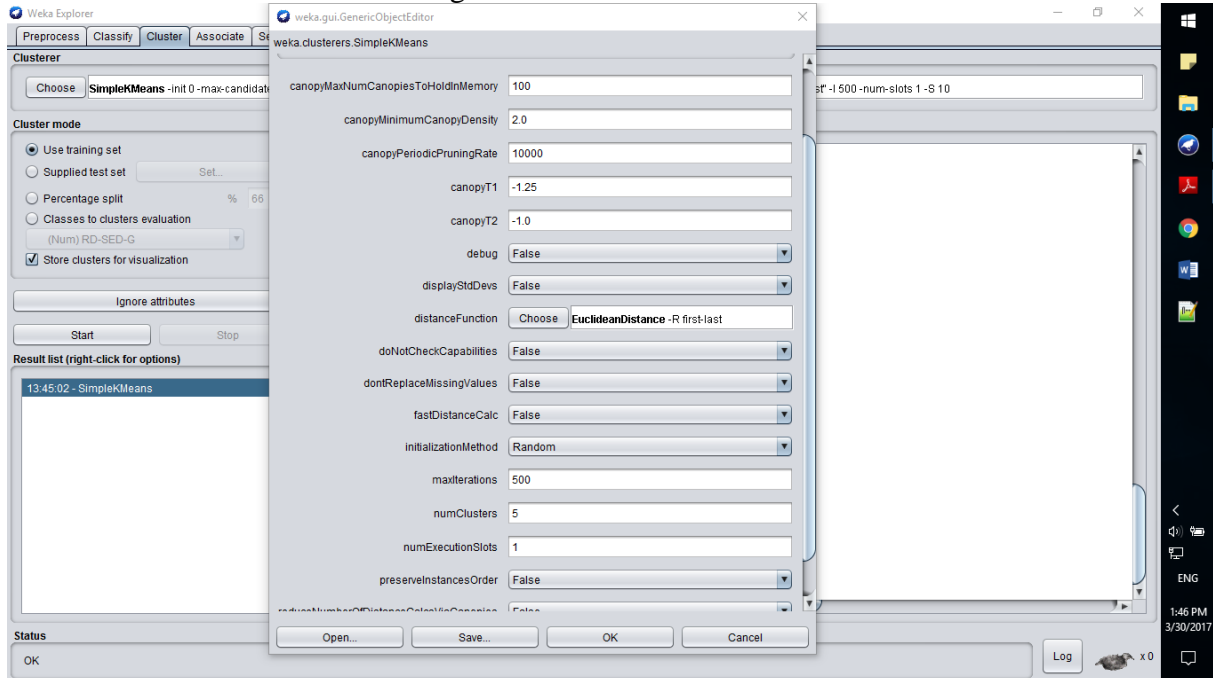 Weka Explorer
Preprocess Classify Cluster Associate
Clusterer
Choose SimpleKMeans -init 0 -max-candidat
st" -I 500 -num-slots 1 -S 10
Cluster mode
Use training set
Supplied test set Set...
Percentage split % 66
Classes to clusters evaluation
(Num) RD-SED-G
Store clusters for visualization
Ignore attributes
Start Stop
Result list (right-click for options)
13:45:02 - SimpleKMeans
Status
OK
weka.gui.GenericObjectEditor
weka.clusterers.SimpleKMeans
canopyMaxNumCanopiesToHoldInMemory 100
canopyMinimumCanopyDensity 2.0
canopyPeriodicPruningRate 10000
canopyT1 -1.25
canopyT2 -1.0
debug False
displayStdDevs False
distanceFunction Choose EuclideanDistance -R first-last
doNotCheckCapabilities False
dontReplaceMissingValues False
fastDistanceCalc False
initializationMethod Random
maxIterations 500
numClusters 5
numExecutionSlots 1
preserveInstancesOrder False
Open... Save... OK Cancel
Log x 0
ENG
1:46 PM
3/30/2017